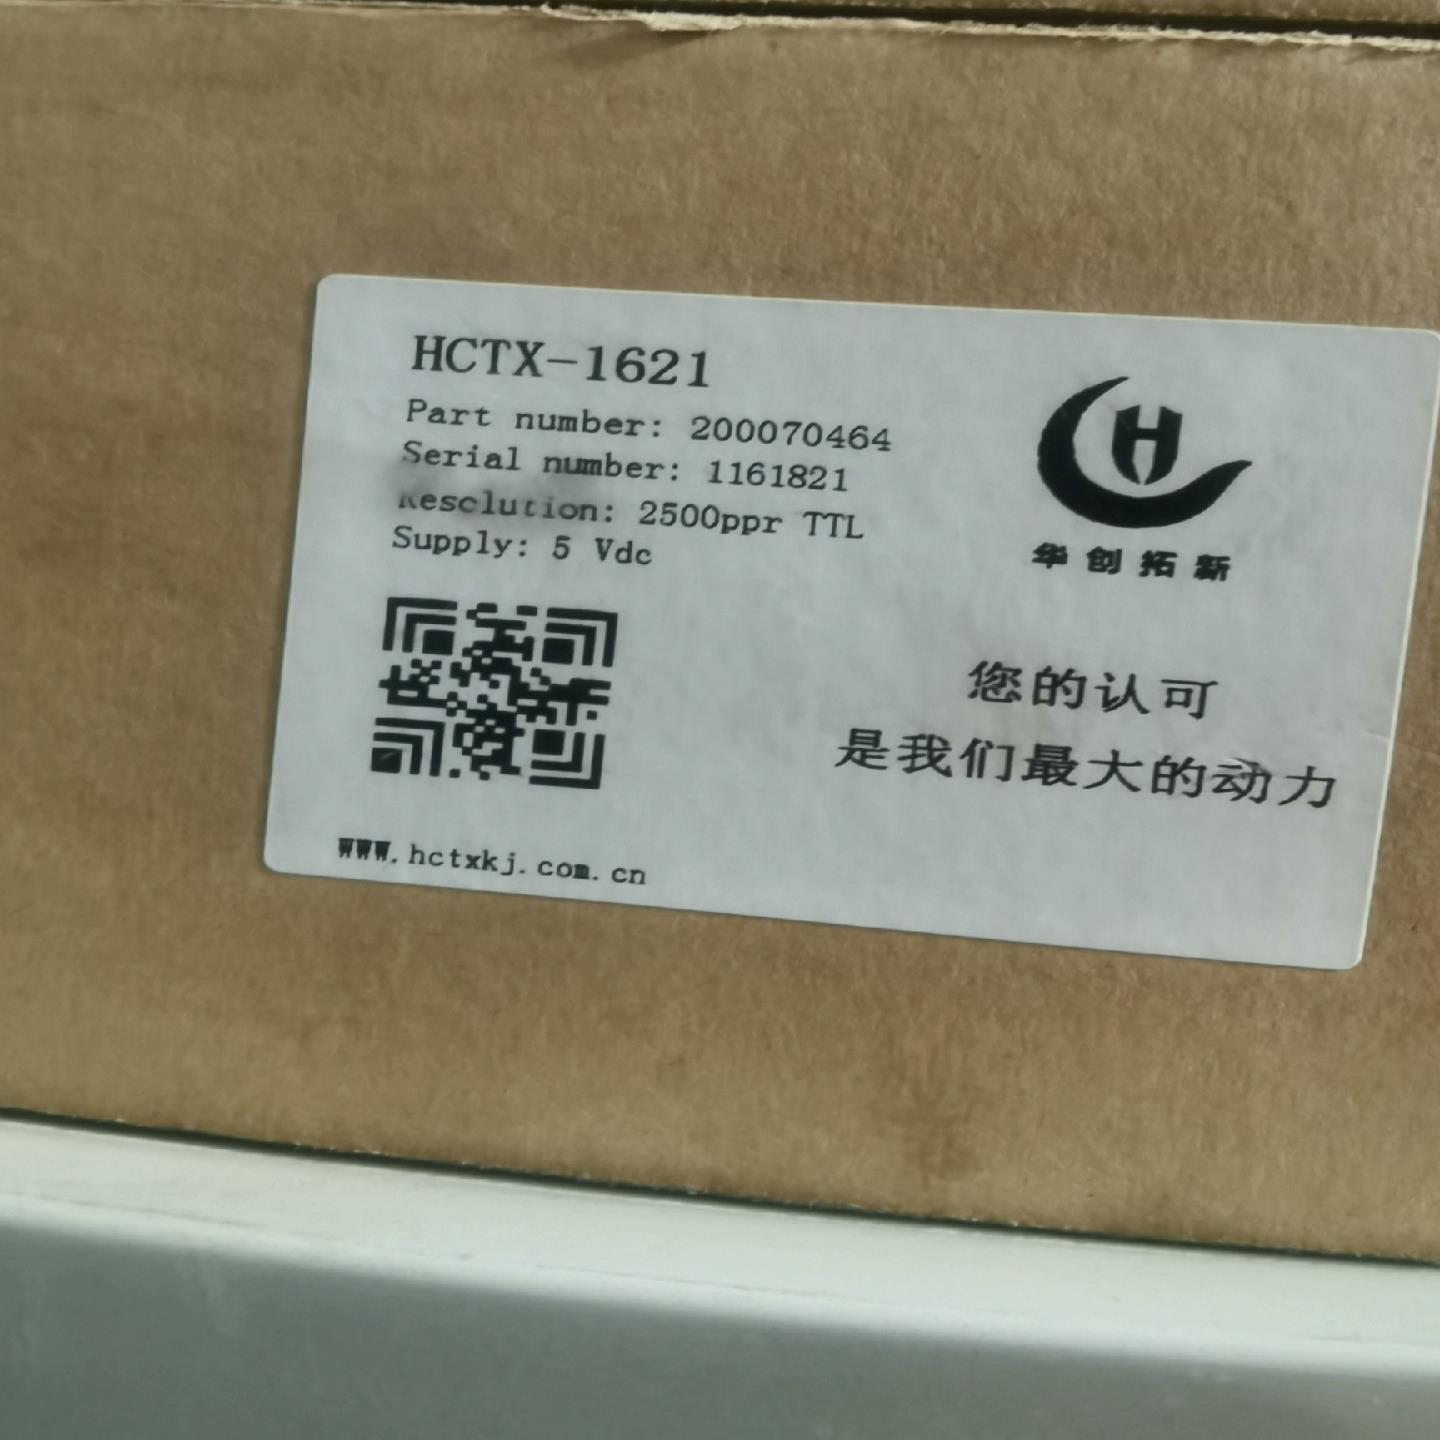 HCTX-1621
Part number: 200070464
Serial number: 1161821
Resolution: 2500ppr TTL
Supply: 5 Vdc
H
华创拓新
您的认可
是我们最大的动力
www.hctxkj.com.cn